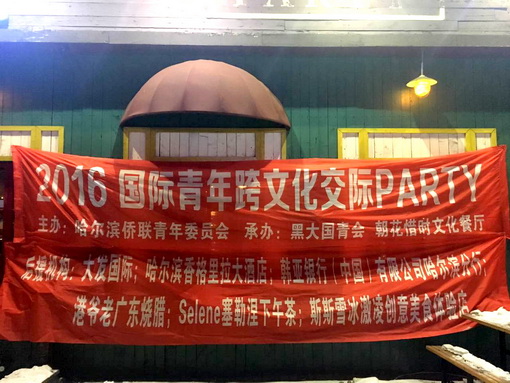 2016 国际青年跨文化交际PARTY
主办：哈尔滨侨联青年委员会 承办：黑大国青会 朝花惜时文化餐厅
后援机构：大发国际；哈尔滨香格里拉大酒店；韩亚银行（中国）有限公司哈尔滨分行；
港爷老广东烧腊；Selene塞勒涅下午茶；斯斯雪冰激凌创意美食体验店